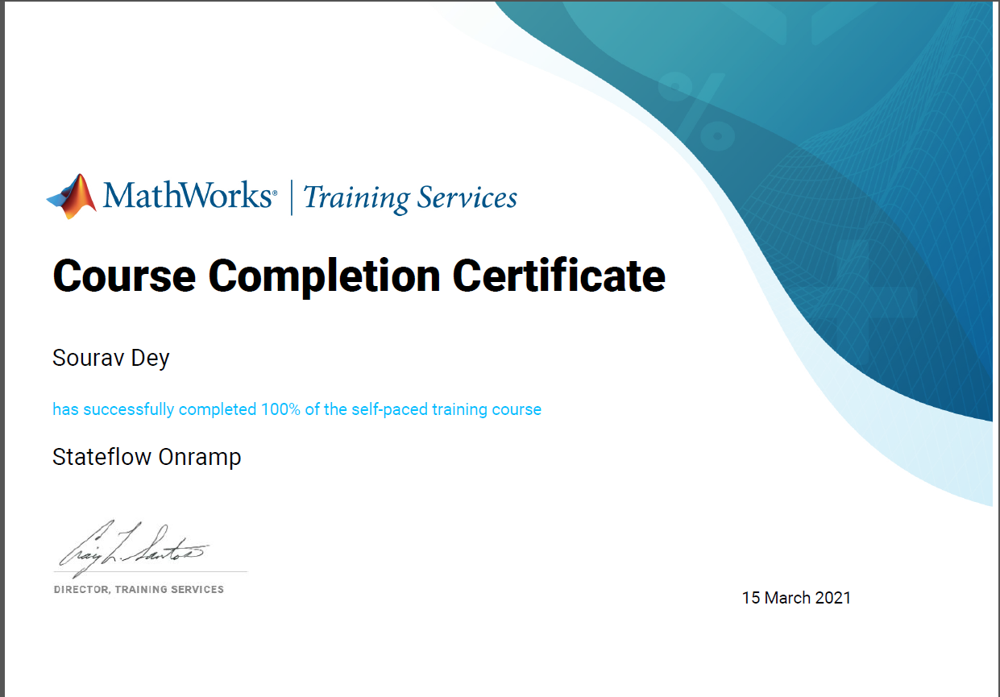 MathWorks® | Training Services
Course Completion Certificate
Sourav Dey
has successfully completed 100% of the self-paced training course
Stateflow Onramp
Craig L. Santos
DIRECTOR, TRAINING SERVICES
15 March 2021